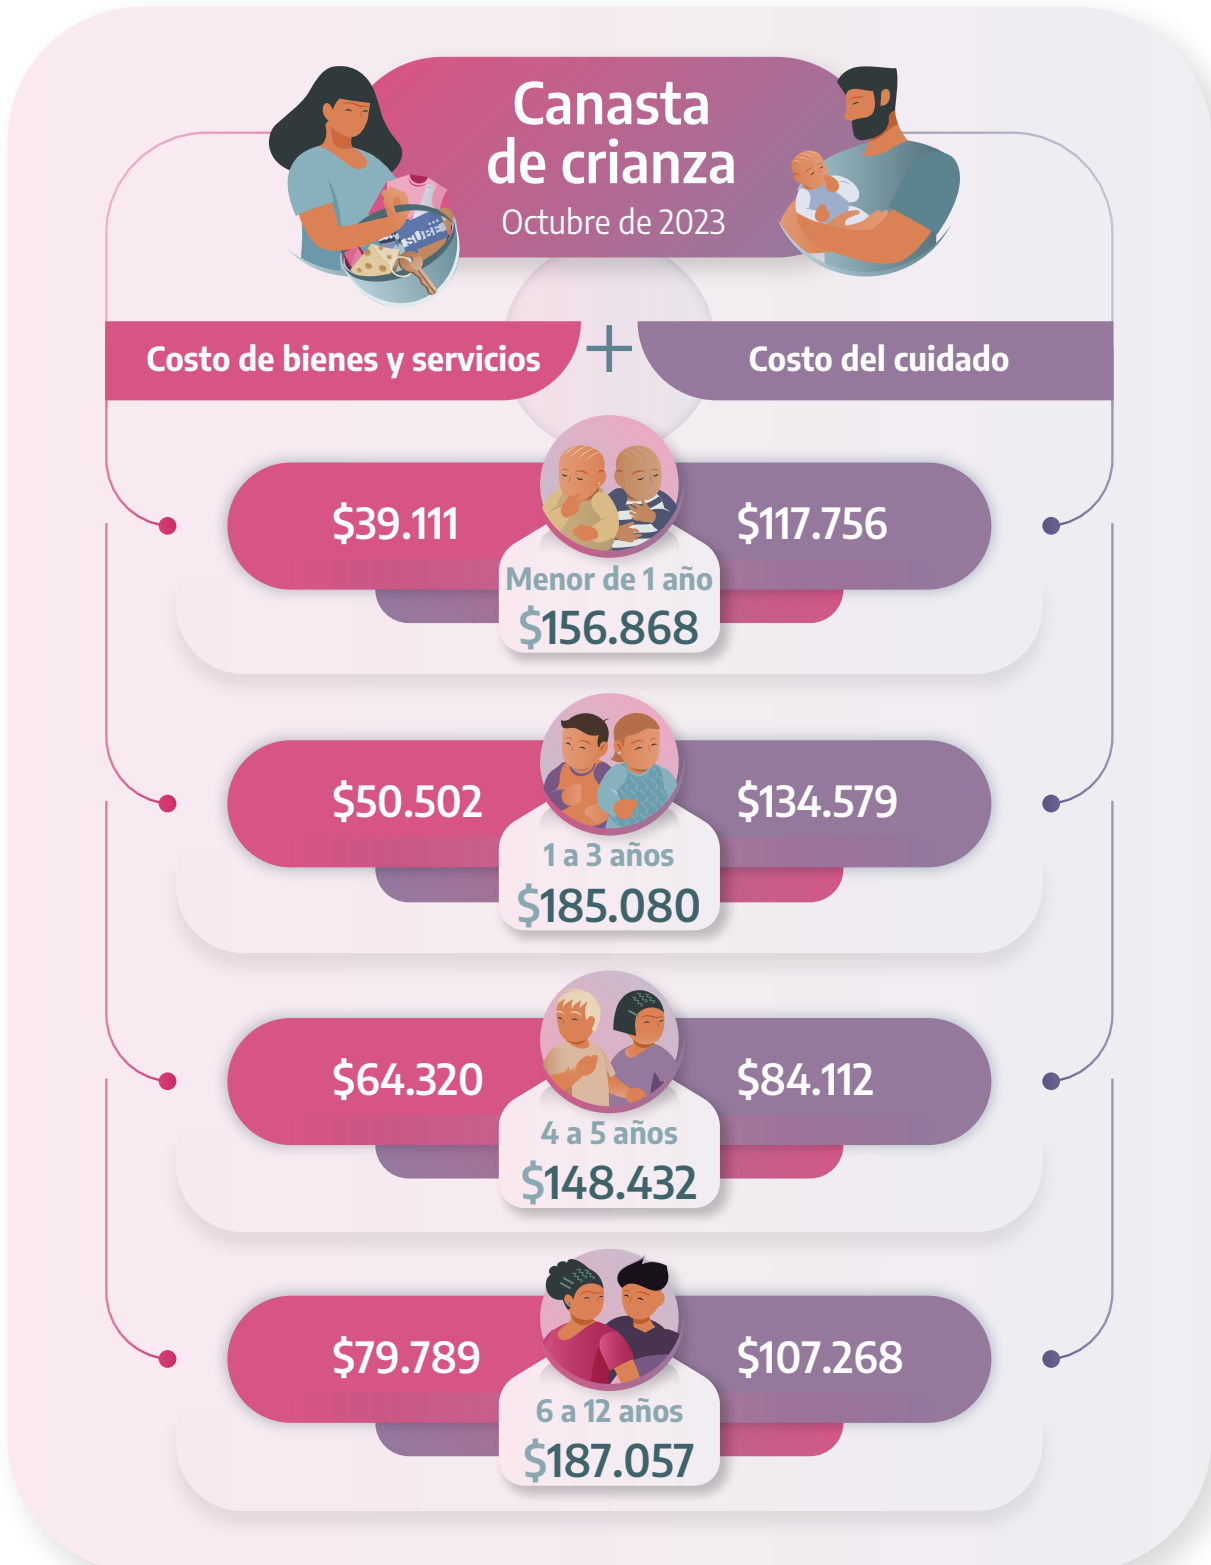 Canasta
de crianza
Octubre de 2023
SUBE
Costo de bienes y servicios
+
Costo del cuidado
$39.111
$117.756
Menor de 1 año
$156.868
$50.502
$134.579
1 a 3 años
$185.080
$64.320
$84.112
4 a 5 años
$148.432
$79.789
$107.268
6 a 12 años
$187.057